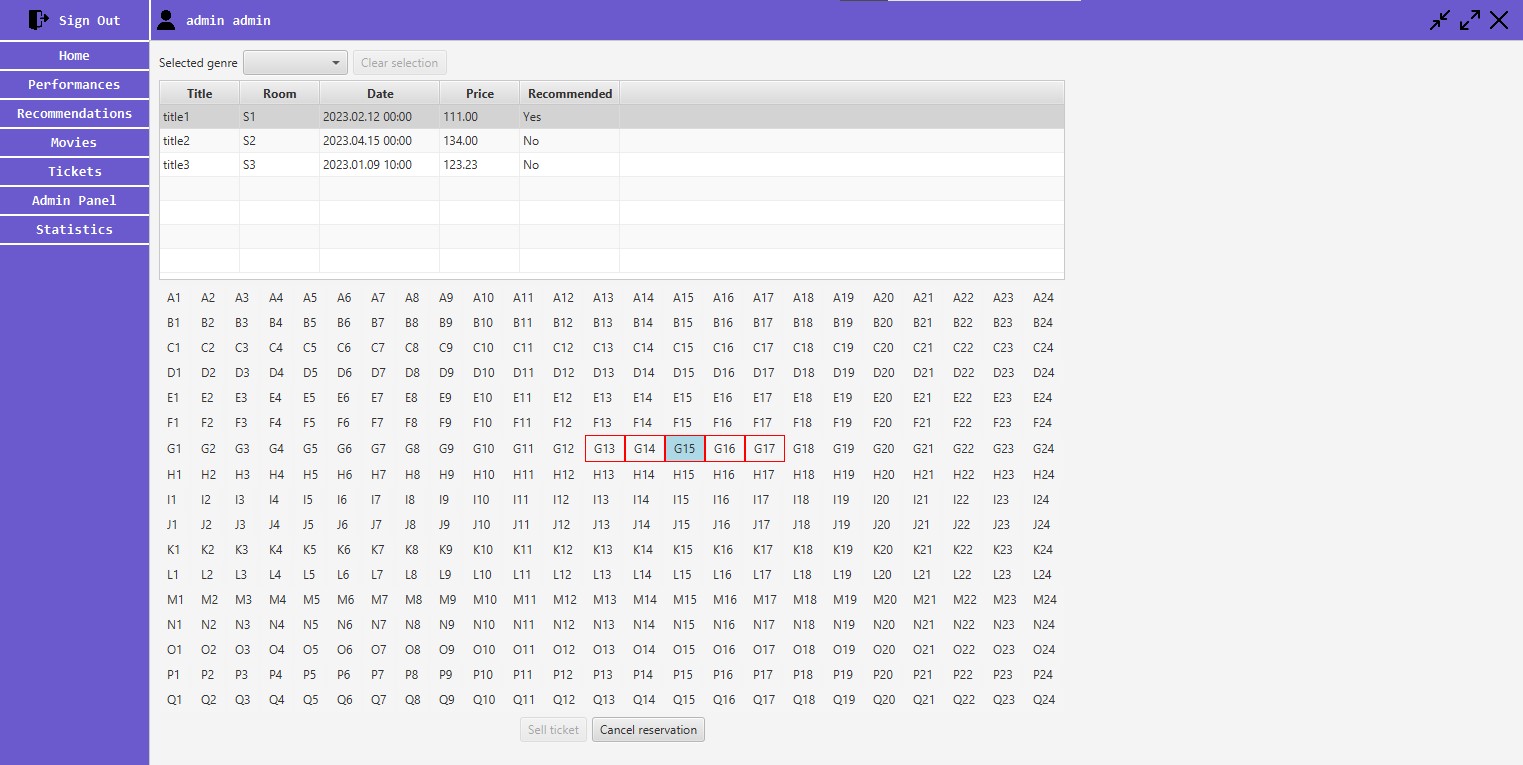 Sign Out
admin admin
Home
Performances
Recommendations
Movies
Tickets
Admin Panel
Statistics
Selected genre Clear selection
Title Room Date Price Recommended
title1 S1 2023.02.12 00:00 111.00 Yes
title2 S2 2023.04.15 00:00 134.00 No
title3 S3 2023.01.09 10:00 123.23 No
A1 A2 A3 A4 A5 A6 A7 A8 A9 A10 A11 A12 A13 A14 A15 A16 A17 A18 A19 A20 A21 A22 A23 A24
B1 B2 B3 B4 B5 B6 B7 B8 B9 B10 B11 B12 B13 B14 B15 B16 B17 B18 B19 B20 B21 B22 B23 B24
C1 C2 C3 C4 C5 C6 C7 C8 C9 C10 C11 C12 C13 C14 C15 C16 C17 C18 C19 C20 C21 C22 C23 C24
D1 D2 D3 D4 D5 D6 D7 D8 D9 D10 D11 D12 D13 D14 D15 D16 D17 D18 D19 D20 D21 D22 D23 D24
E1 E2 E3 E4 E5 E6 E7 E8 E9 E10 E11 E12 E13 E14 E15 E16 E17 E18 E19 E20 E21 E22 E23 E24
F1 F2 F3 F4 F5 F6 F7 F8 F9 F10 F11 F12 F13 F14 F15 F16 F17 F18 F19 F20 F21 F22 F23 F24
G1 G2 G3 G4 G5 G6 G7 G8 G9 G10 G11 G12 G13 G14 G15 G16 G17 G18 G19 G20 G21 G22 G23 G24
H1 H2 H3 H4 H5 H6 H7 H8 H9 H10 H11 H12 H13 H14 H15 H16 H17 H18 H19 H20 H21 H22 H23 H24
I1 I2 I3 I4 I5 I6 I7 I8 I9 I10 I11 I12 I13 I14 I15 I16 I17 I18 I19 I20 I21 I22 I23 I24
J1 J2 J3 J4 J5 J6 J7 J8 J9 J10 J11 J12 J13 J14 J15 J16 J17 J18 J19 J20 J21 J22 J23 J24
K1 K2 K3 K4 K5 K6 K7 K8 K9 K10 K11 K12 K13 K14 K15 K16 K17 K18 K19 K20 K21 K22 K23 K24
L1 L2 L3 L4 L5 L6 L7 L8 L9 L10 L11 L12 L13 L14 L15 L16 L17 L18 L19 L20 L21 L22 L23 L24
M1 M2 M3 M4 M5 M6 M7 M8 M9 M10 M11 M12 M13 M14 M15 M16 M17 M18 M19 M20 M21 M22 M23 M24
N1 N2 N3 N4 N5 N6 N7 N8 N9 N10 N11 N12 N13 N14 N15 N16 N17 N18 N19 N20 N21 N22 N23 N24
O1 O2 O3 O4 O5 O6 O7 O8 O9 O10 O11 O12 O13 O14 O15 O16 O17 O18 O19 O20 O21 O22 O23 O24
P1 P2 P3 P4 P5 P6 P7 P8 P9 P10 P11 P12 P13 P14 P15 P16 P17 P18 P19 P20 P21 P22 P23 P24
Q1 Q2 Q3 Q4 Q5 Q6 Q7 Q8 Q9 Q10 Q11 Q12 Q13 Q14 Q15 Q16 Q17 Q18 Q19 Q20 Q21 Q22 Q23 Q24
Sell ticket Cancel reservation